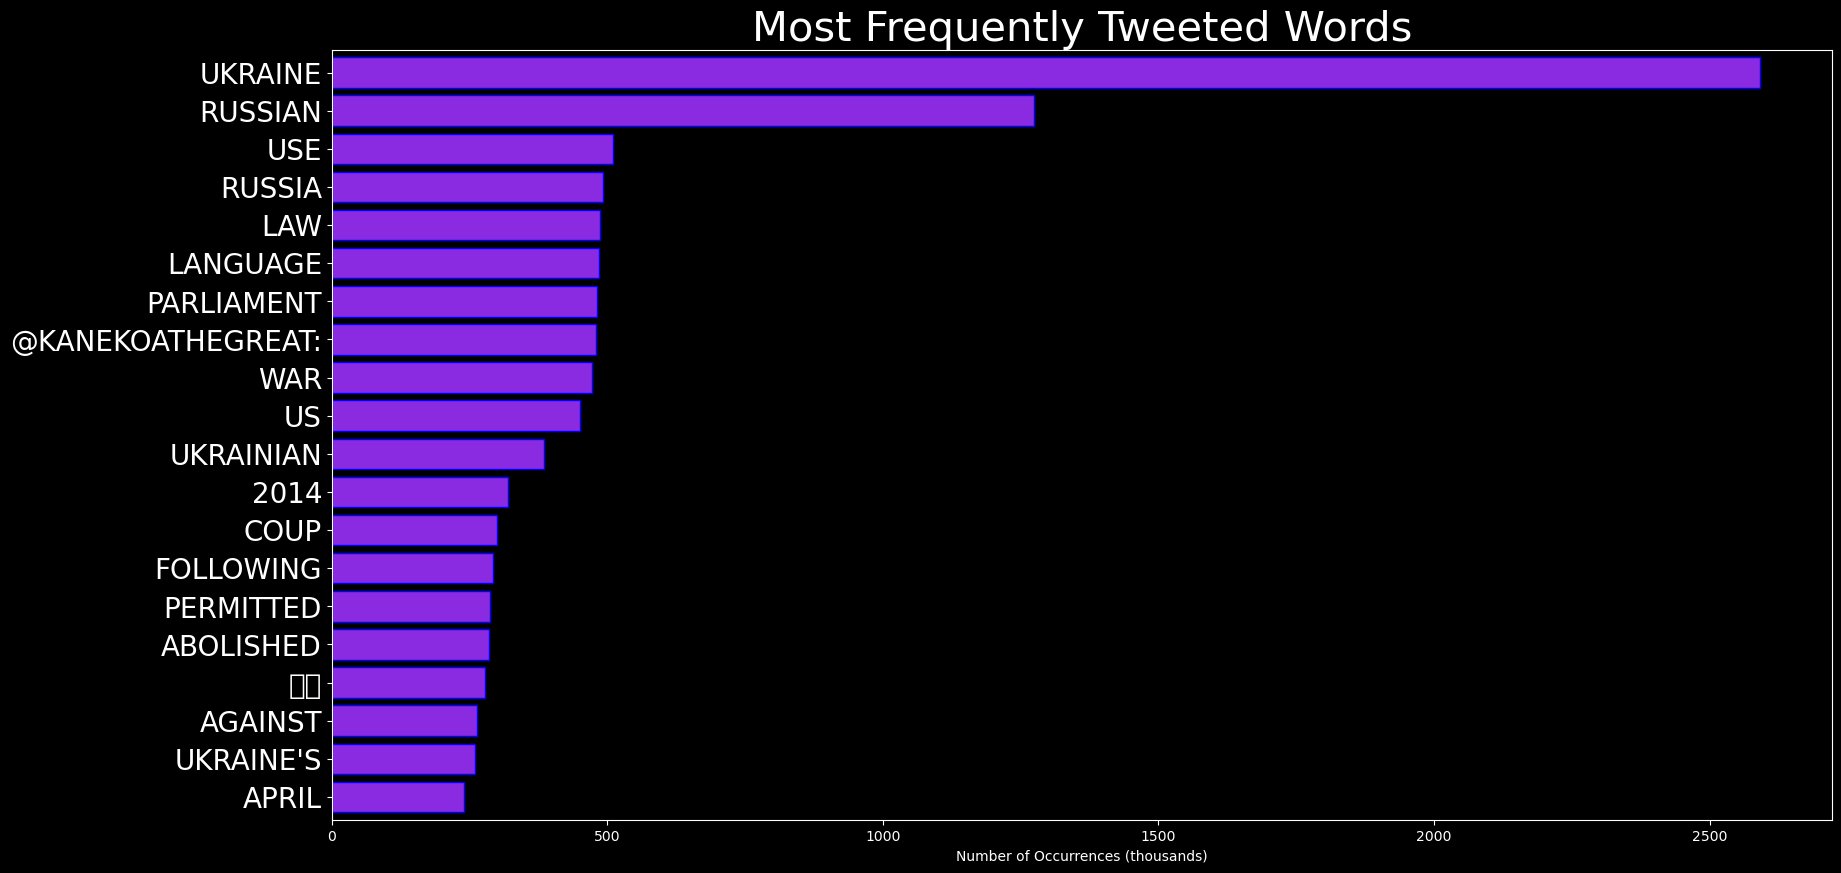 Most Frequently Tweeted Words
UKRAINE
RUSSIAN
USE
RUSSIA
LAW
LANGUAGE
PARLIAMENT
@KANEKOATHEGREAT:
WAR
US
UKRAINIAN
2014
COUP
FOLLOWING
PERMITTED
ABOLISHED
AGAINST
UKRAINE'S
APRIL
0 500 1000 1500 2000 2500
Number of Occurrences (thousands)